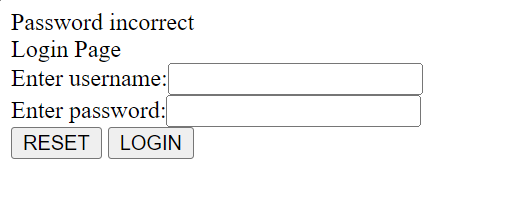 Password incorrect
Login Page
Enter username:
Enter password:
RESET LOGIN